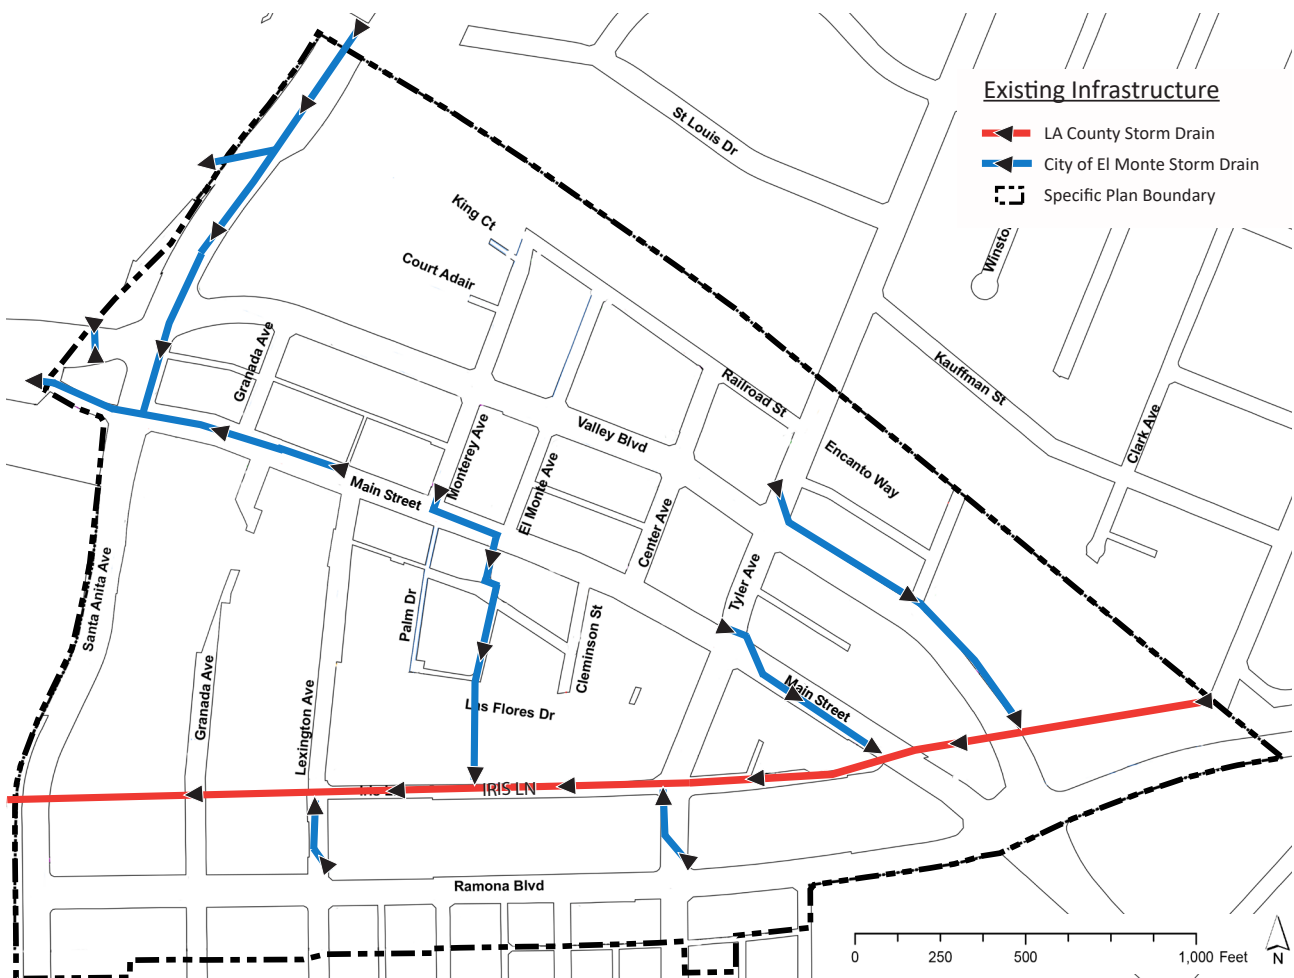 Existing Infrastructure
LA County Storm Drain
City of El Monte Storm Drain
Specific Plan Boundary
St Louis Dr
King Ct
Court Adair
Granada Ave
Railroad St
Kauffman St
Clark Ave
Valley Blvd
Encanto Way
Monterey Ave
El Monte Ave
Main Street
Center Ave
Tyler Ave
Santa Anita Ave
Palm Dr
Cleminson St
Granada Ave
Lexington Ave
Main Street
Las Flores Dr
IRIS LN
Ramona Blvd
0 250 500 1,000 Feet
N